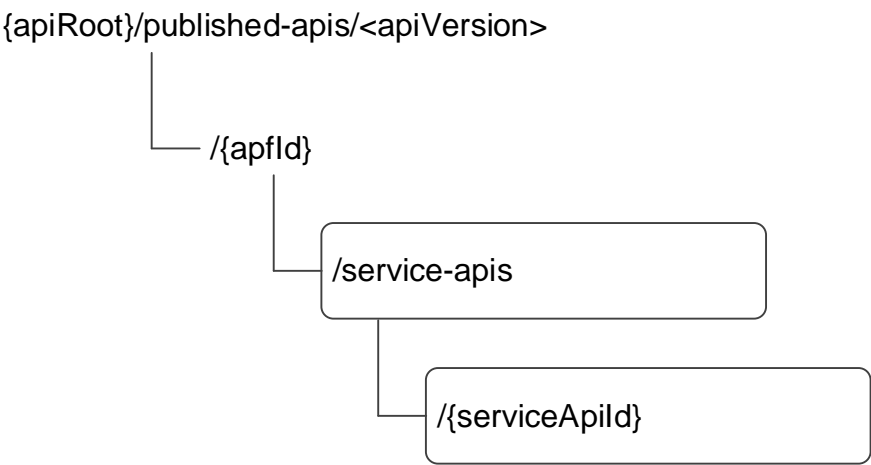 {apiRoot}/published-apis/<apiVersion>
/{apfId}
/service-apis
/{serviceApiId}